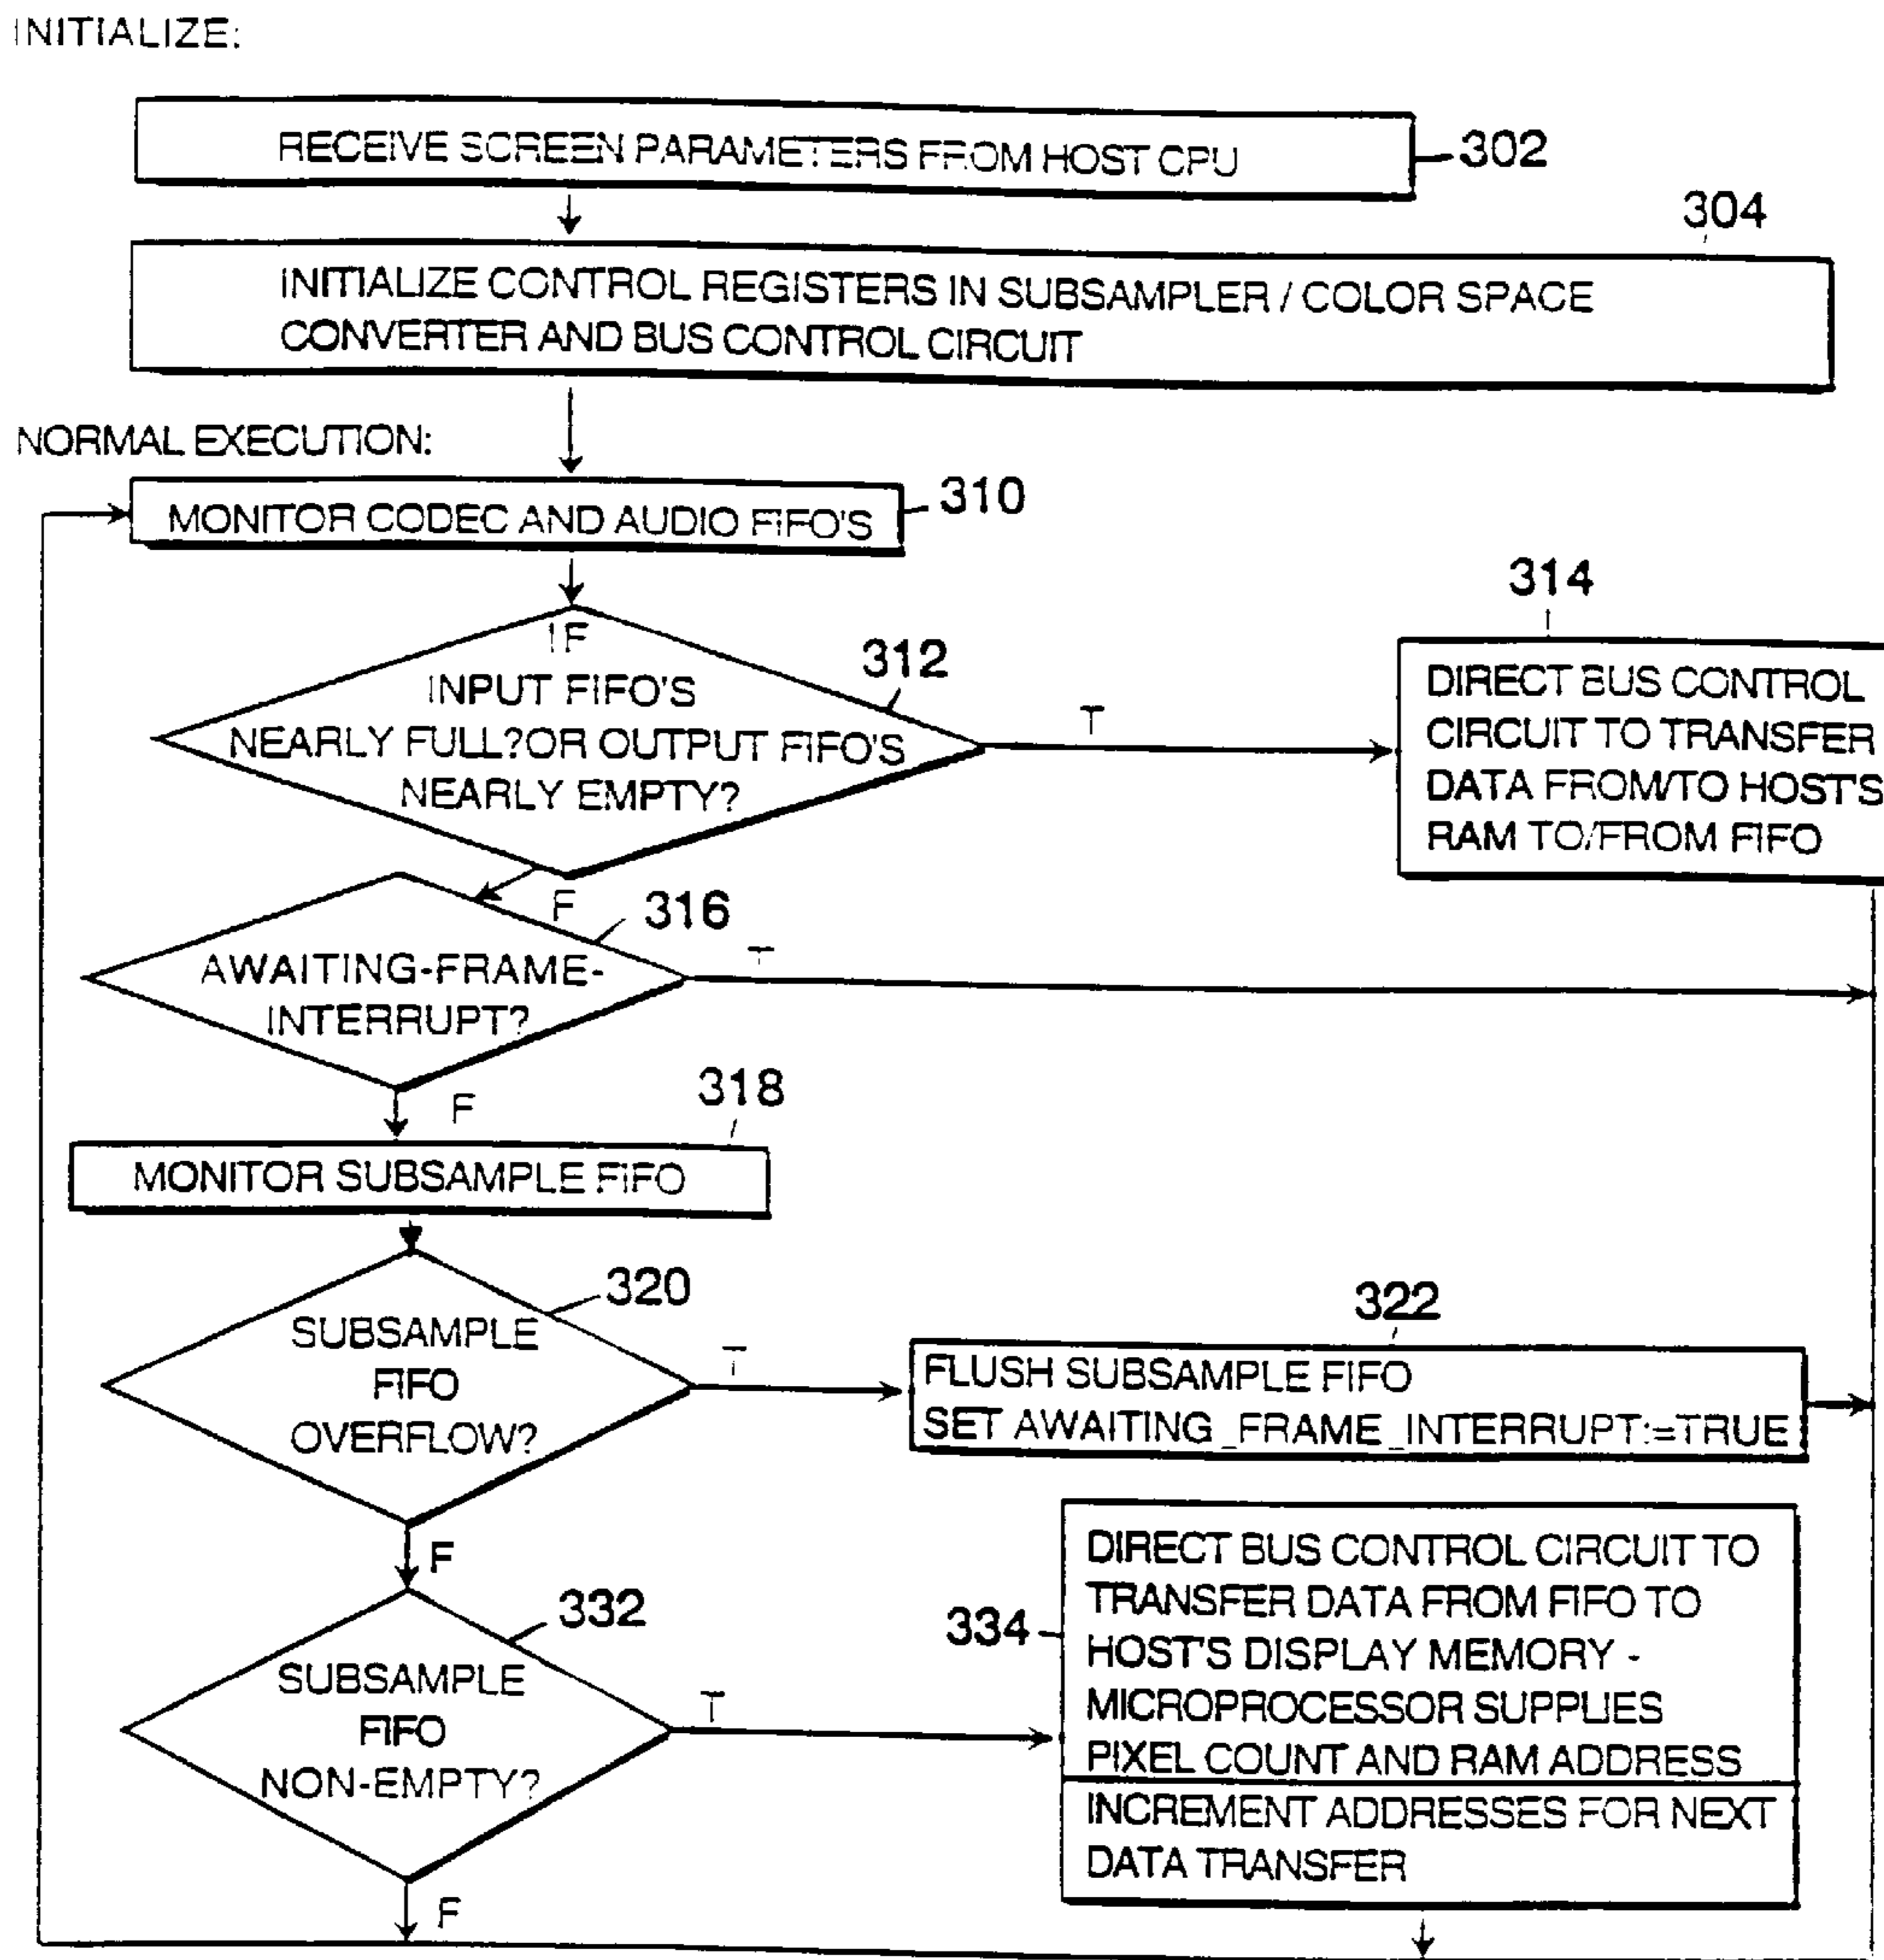 INITIALIZE:
RECEIVE SCREEN PARAMETERS FROM HOST CPU
302
304
INITIALIZE CONTROL REGISTERS IN SUBSAMPLER / COLOR SPACE
CONVERTER AND BUS CONTROL CIRCUIT
NORMAL EXECUTION:
MONITOR CODEC AND AUDIO FIFO'S
310
IF
INPUT FIFO'S
NEARLY FULL?OR OUTPUT FIFO'S
NEARLY EMPTY?
312
T
314
DIRECT BUS CONTROL
CIRCUIT TO TRANSFER
DATA FROM/TO HOST'S
RAM TO/FROM FIFO
F
316
AWAITING-FRAME-
INTERRUPT?
T
F
318
MONITOR SUBSAMPLE FIFO
320
SUBSAMPLE
FIFO
OVERFLOW?
T
322
FLUSH SUBSAMPLE FIFO
SET AWAITING_FRAME_INTERRUPT:=TRUE
F
332
SUBSAMPLE
FIFO
NON-EMPTY?
T
334
DIRECT BUS CONTROL CIRCUIT TO
TRANSFER DATA FROM FIFO TO
HOST'S DISPLAY MEMORY -
MICROPROCESSOR SUPPLIES
PIXEL COUNT AND RAM ADDRESS
INCREMENT ADDRESSES FOR NEXT
DATA TRANSFER
F